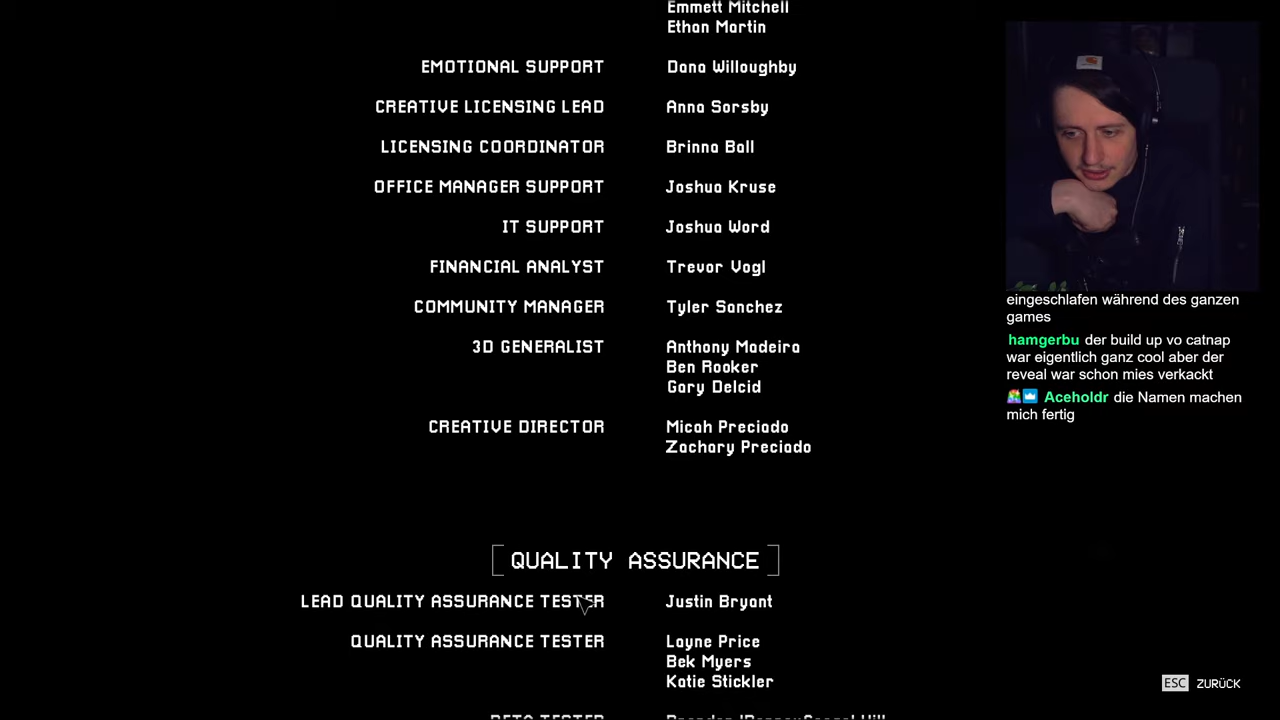 Emmett Mitchell
Ethan Martin
EMOTIONAL SUPPORT Dana Willoughby
CREATIVE LICENSING LEAD Anna Sorsby
LICENSING COORDINATOR Brinna Ball
OFFICE MANAGER SUPPORT Joshua Kruse
IT SUPPORT Joshua Word
FINANCIAL ANALYST Trevor Vogl
COMMUNITY MANAGER Tyler Sanchez
3D GENERALIST Anthony Madeira
Ben Rooker
Gary Delcid
CREATIVE DIRECTOR Micah Preciado
Zachary Preciado
QUALITY ASSURANCE
LEAD QUALITY ASSURANCE TESTER Justin Bryant
QUALITY ASSURANCE TESTER Layne Price
Bek Myers
Katie Stickler
BETA TESTER
eingeschlafen während des ganzen
games
hamgerbu der build up vo catnap
war eigentlich ganz cool aber der
reveal war schon mies verkackt
Aceholdr die Namen machen
mich fertig
ESC ZURÜCK